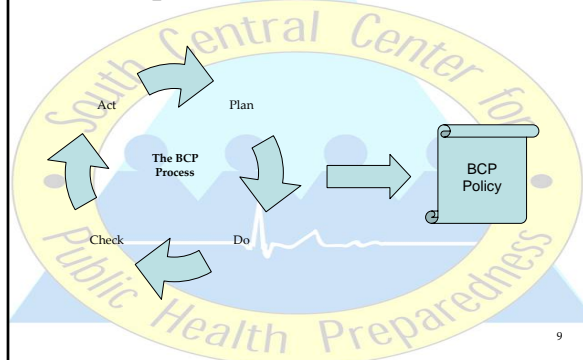 South Central Center for
Act
Plan
The BCP
Process
BCP
Policy
Check
Do
Public Health Preparedness
9